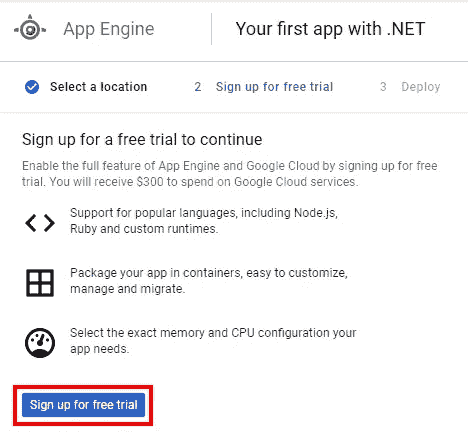 App Engine
Your first app with .NET
Select a location
2 Sign up for free trial
3 Deploy
Sign up for a free trial to continue
Enable the full feature of App Engine and Google Cloud by signing up for free
trial. You will receive $300 to spend on Google Cloud services.
Support for popular languages, including Node.js,
Ruby and custom runtimes.
Package your app in containers, easy to customize,
manage and migrate.
Select the exact memory and CPU configuration your
app needs.
Sign up for free trial